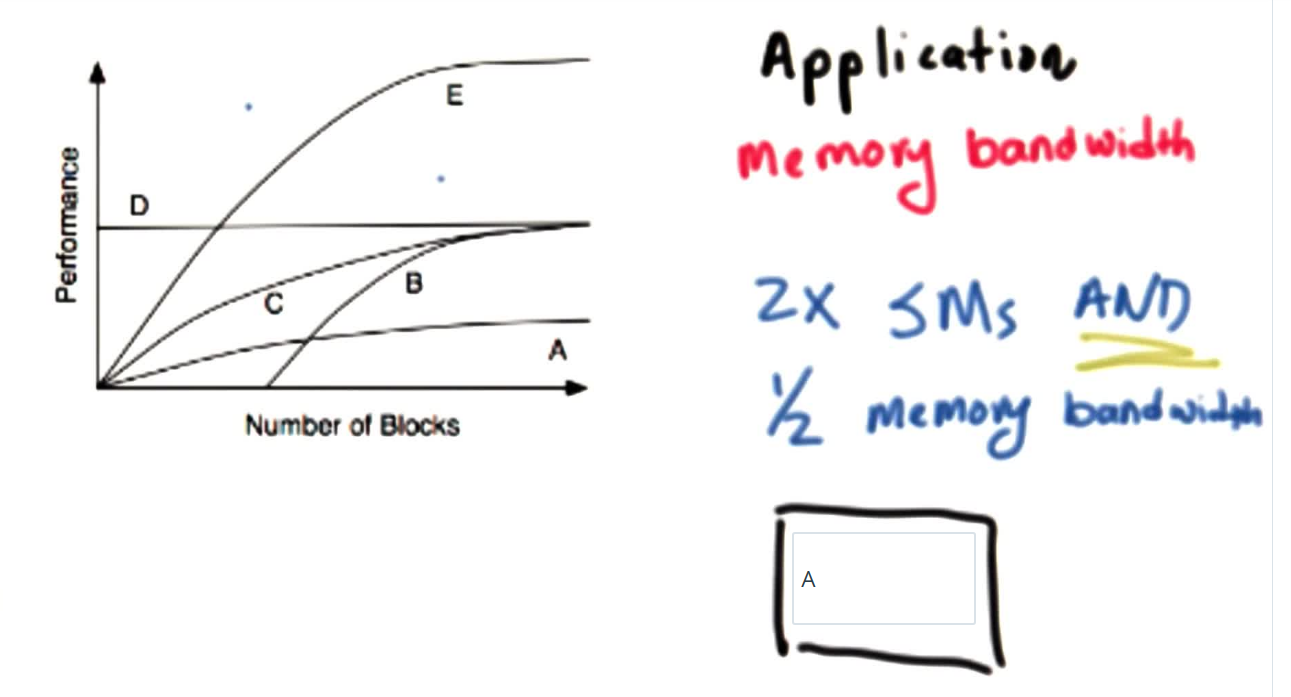 E
D
Performance
C
B
A
Number of Blocks
Application
memory bandwidth
2x SMs AND
1/2 memory bandwidth
A